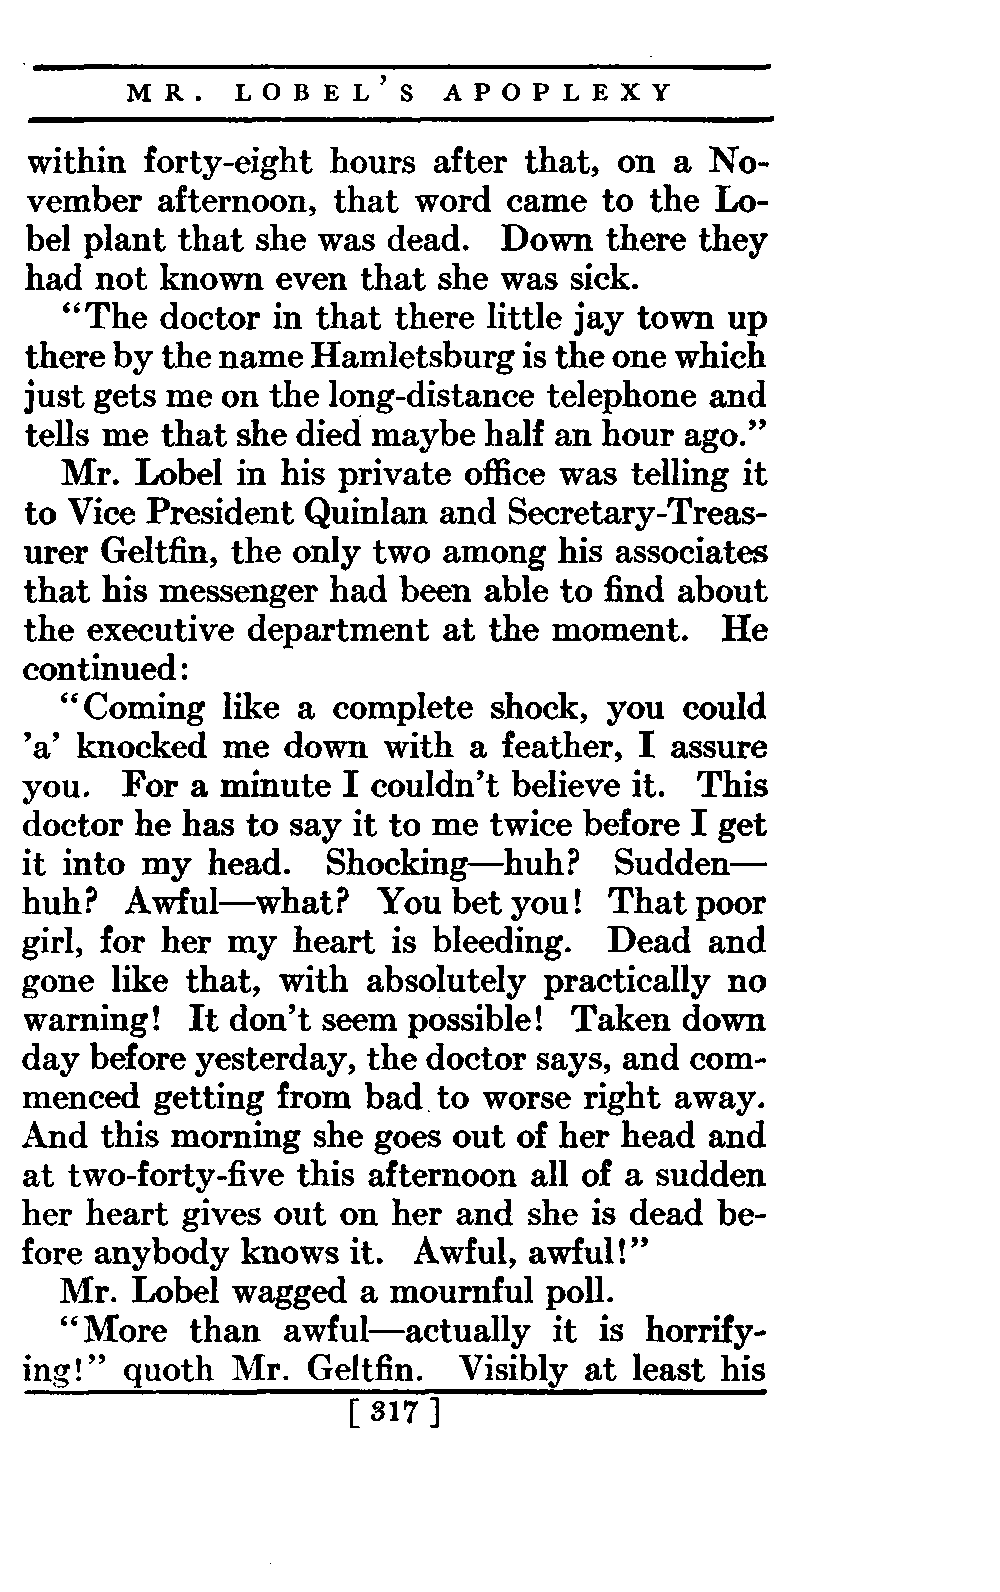 MR. LOBEL'S APOPLEXY
within forty-eight hours after that, on a No-
vember afternoon, that word came to the Lo-
bel plant that she was dead. Down there they
had not known even that she was sick.
"The doctor in that there little jay town up
there by the name Hamletsburg is the one which
just gets me on the long-distance telephone and
tells me that she died maybe half an hour ago."
Mr. Lobel in his private office was telling it
to Vice President Quinlan and Secretary-Treas-
urer Geltfin, the only two among his associates
that his messenger had been able to find about
the executive department at the moment. He
continued:
"Coming like a complete shock, you could
'a' knocked me down with a feather, I assure
you. For a minute I couldn't believe it. This
doctor he has to say it to me twice before I get
it into my head. Shocking—huh? Sudden—
huh? Awful—what? You bet you! That poor
girl, for her my heart is bleeding. Dead and
gone like that, with absolutely practically no
warning! It don't seem possible! Taken down
day before yesterday, the doctor says, and com-
menced getting from bad to worse right away.
And this morning she goes out of her head and
at two-forty-five this afternoon all of a sudden
her heart gives out on her and she is dead be-
fore anybody knows it. Awful, awful!"
Mr. Lobel wagged a mournful poll.
"More than awful—actually it is horrify-
ing!" quoth Mr. Geltfin. Visibly at least his
[317]